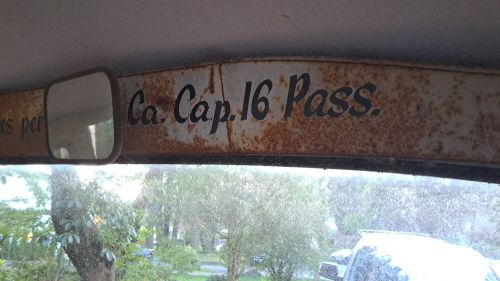 Ca. Cap. 16 Pass.